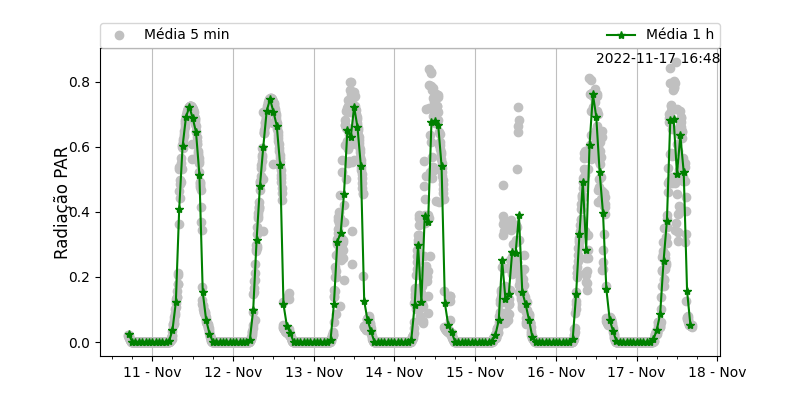 Média 5 min
Média 1 h
2022-11-17 16:48
Radiação PAR
0.8
0.6
0.4
0.2
0.0
11 - Nov
12 - Nov
13 - Nov
14 - Nov
15 - Nov
16 - Nov
17 - Nov
18 - Nov